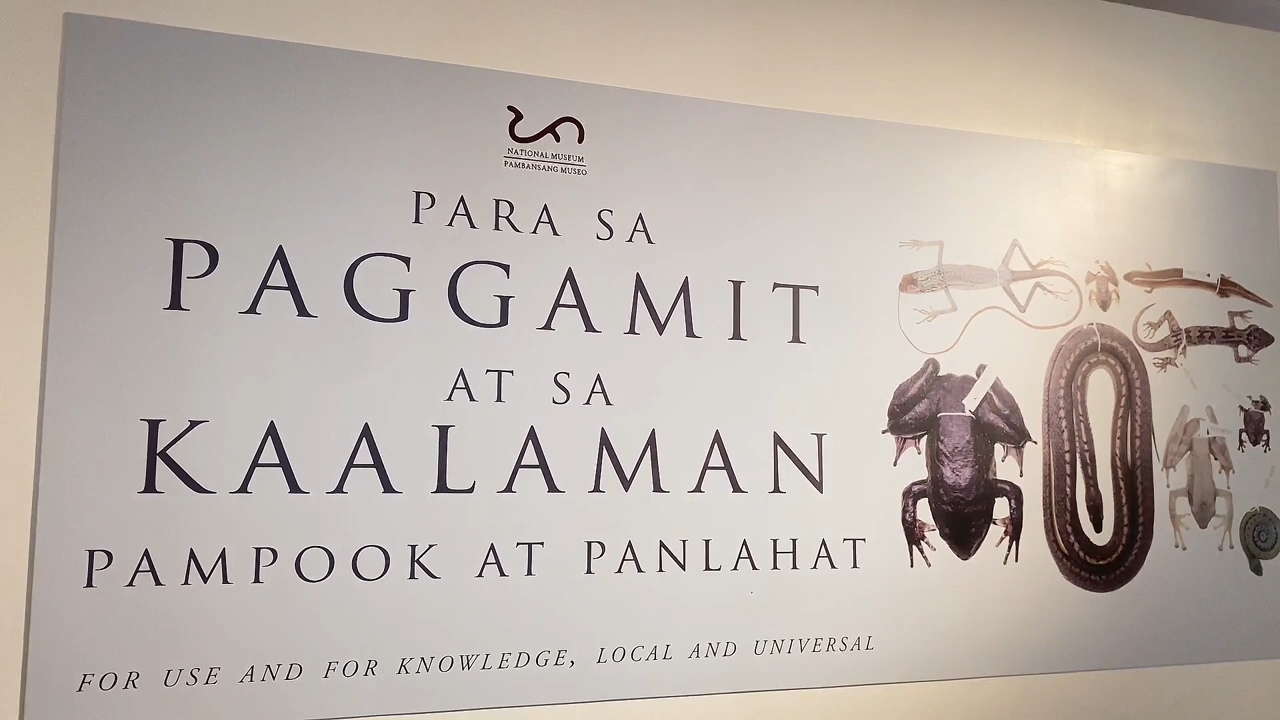 NATIONAL MUSEUM
PAMBANSANG MUSEO
PARA SA
PAGGAMIT
AT SA
KAALAMAN
PAMPOOK AT PANLAHAT
FOR USE AND FOR KNOWLEDGE, LOCAL AND UNIVERSAL